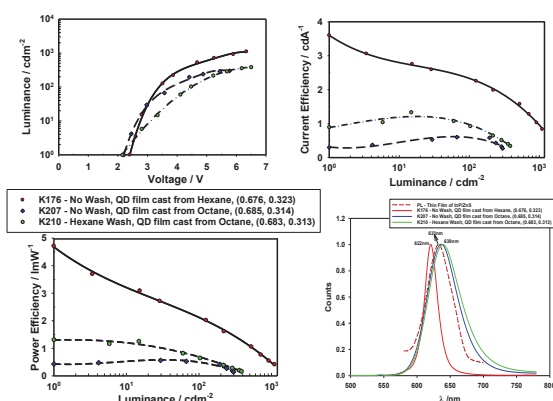 10⁴
10³
10²
10¹
10⁰
0 1 2 3 4 5 6 7
Luminance / cdm⁻²
Voltage / V
4
3
2
1
0
10⁰ 10¹ 10² 10³
Current Efficiency / cdA⁻¹
Luminance / cdm⁻²
K176 - No Wash, QD film cast from Hexane, (0.676, 0.323)
K207 - No Wash, QD film cast from Octane, (0.685, 0.314)
K210 - Hexane Wash, QD film cast from Octane, (0.683, 0.313)
5
4
3
2
1
0
10⁰ 10¹ 10² 10³
Power Efficiency / lmW⁻¹
Luminance / cdm⁻²
PL - Thin Film of InP/ZnS
K176 - No Wash, QD film cast from Hexane, (0.676, 0.323)
K207 - No Wash, QD film cast from Octane, (0.685, 0.314)
K210 - Hexane Wash, QD film cast from Octane, (0.683, 0.313)
622nm
639nm
1.0
0.8
0.6
0.4
0.2
0.0
500 550 600 650 700 750 800
Counts
λ /nm